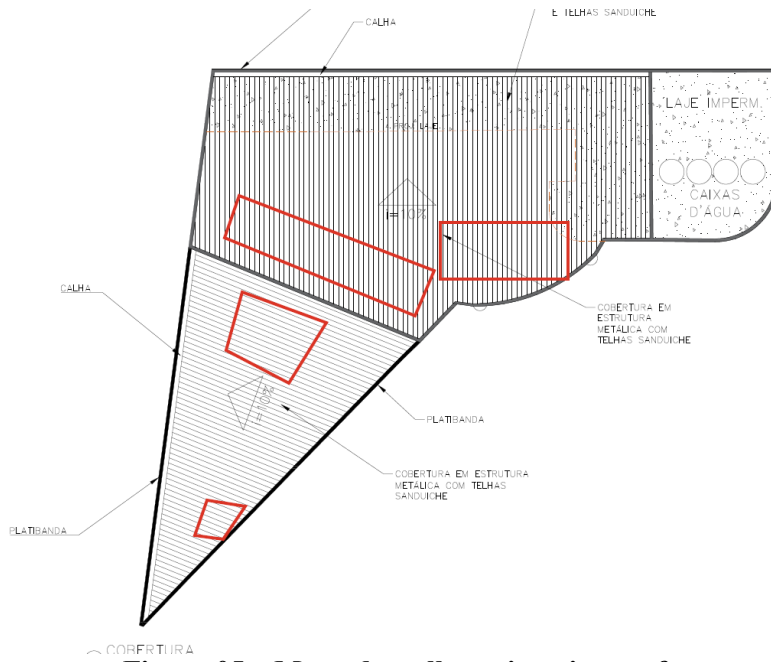 E TELHAS SANDUICHE
CALHA
LAJE IMPERM.
CAIXAS
D'ÁGUA
i=10%
CALHA
COBERTURA EM
ESTRUTURA
METÁLICA COM
TELHAS SANDUICHE
i=10%
PLATIBANDA
COBERTURA EM ESTRUTURA
METÁLICA COM TELHAS
SANDUICHE
PLATIBANDA
COBERTURA